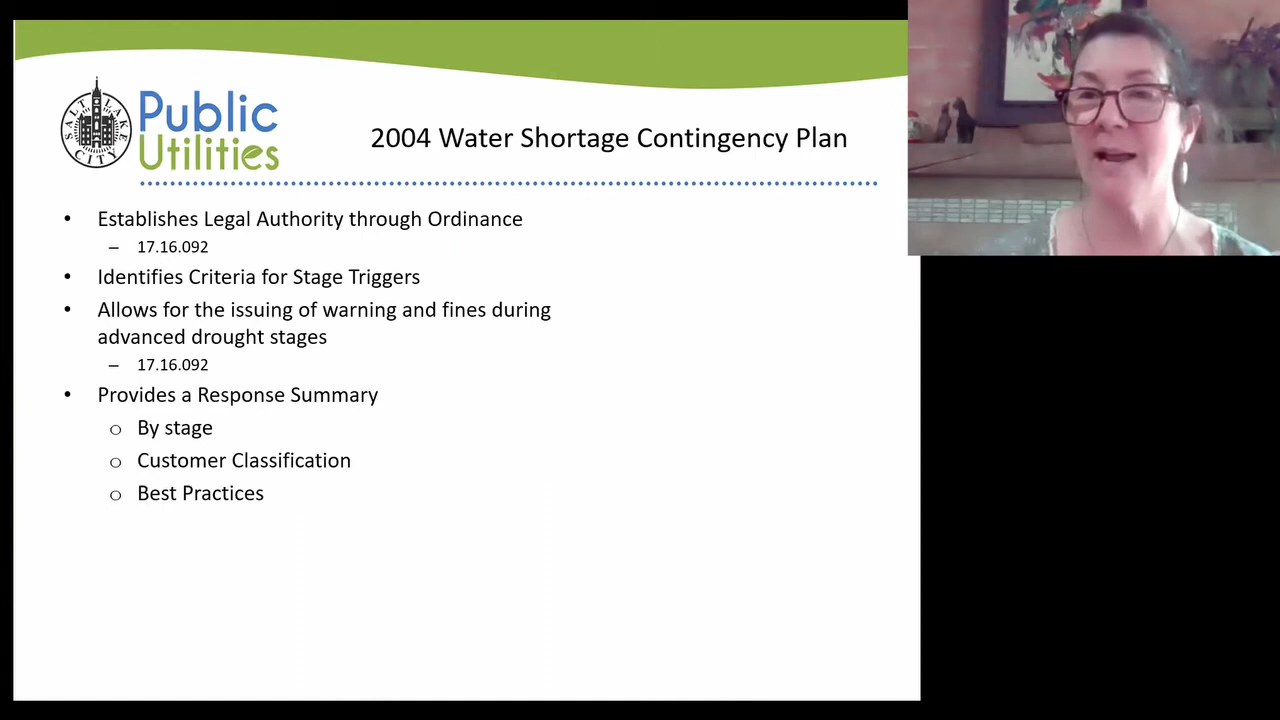 SALT LAKE CITY
Public
Utilities
2004 Water Shortage Contingency Plan
• Establishes Legal Authority through Ordinance
– 17.16.092
• Identifies Criteria for Stage Triggers
• Allows for the issuing of warning and fines during
advanced drought stages
– 17.16.092
• Provides a Response Summary
o By stage
o Customer Classification
o Best Practices